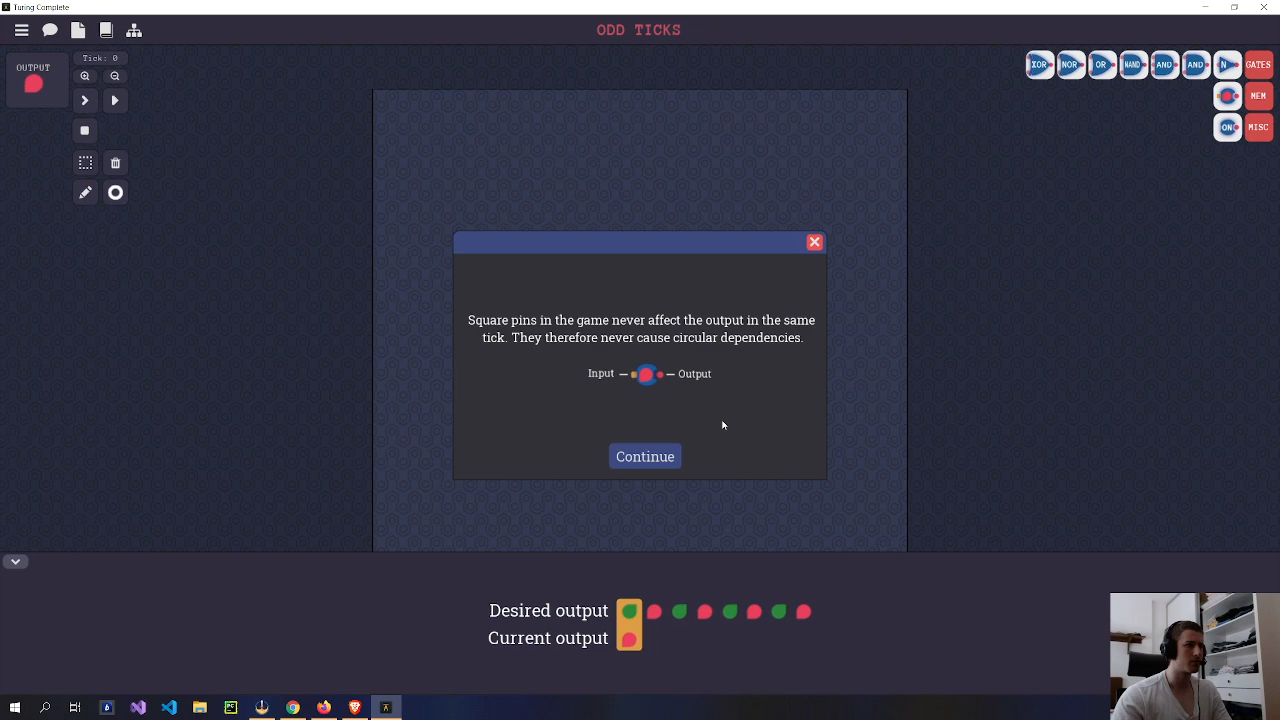 Turing Complete
ODD TICKS
OUTPUT
Tick: 0
XOR NOR OR NAND AND AND N GATES
MEM
ON MISC
Square pins in the game never affect the output in the same
tick. They therefore never cause circular dependencies.
Input Output
Continue
Desired output
Current output